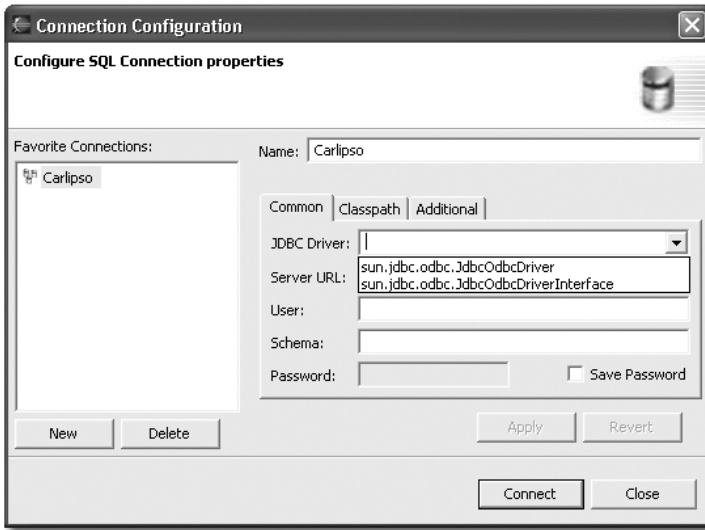 Connection Configuration
Configure SQL Connection properties
Favorite Connections:
Carlipso
New
Delete
Name:
Carlipso
Common
Classpath
Additional
JDBC Driver:
sun.jdbc.odbc.JdbcOdbcDriver
sun.jdbc.odbc.JdbcOdbcDriverInterface
Server URL:
User:
Schema:
Password:
Save Password
Apply
Revert
Connect
Close